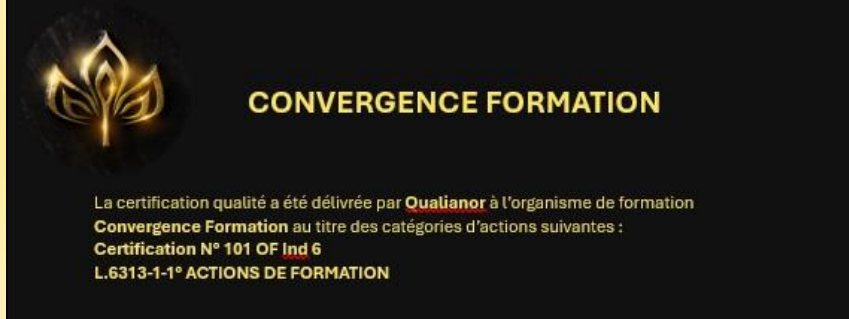 CONVERGENCE FORMATION
La certification qualité a été délivrée par Qualianor à l’organisme de formation
Convergence Formation au titre des catégories d’actions suivantes :
Certification N° 101 OF Ind 6
L.6313-1-1° ACTIONS DE FORMATION